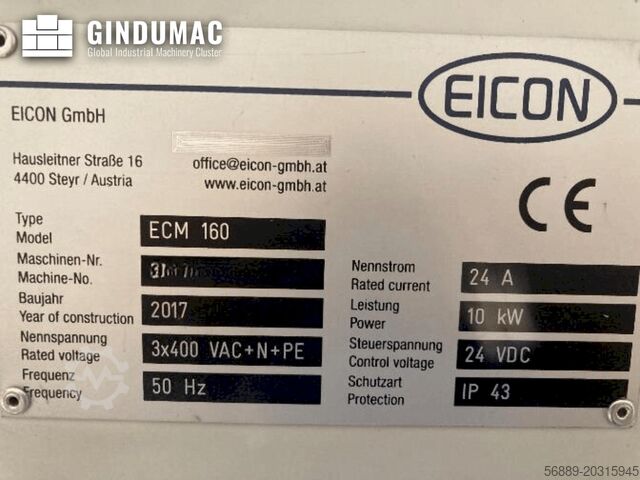 GINDUMAC
Global Industrial Machinery Cluster
EICON
EICON GmbH
Hausleitner Straße 16
4400 Steyr / Austria
office@eicon-gmbh.at
www.eicon-gmbh.at
CE
Type
Model
ECM 160
Maschinen-Nr.
Machine-No.
Baujahr
Year of construction
2017
Nennspannung
Rated voltage
3x400 VAC+N+PE
Frequenz
Frequency
50 Hz
Nennstrom
Rated current
24 A
Leistung
Power
10 kW
Steuerspannung
Control voltage
24 VDC
Schutzart
Protection
IP 43
56889-20315945